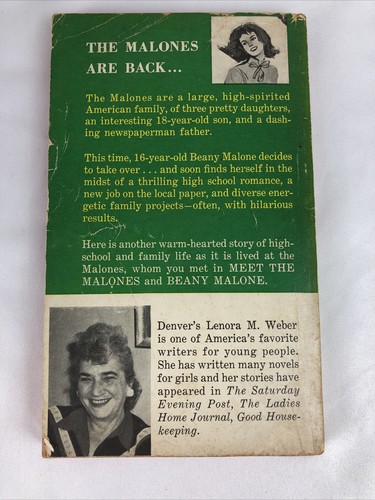 THE MALONES
ARE BACK...
The Malones are a large, high-spirited
American family, of three pretty daughters,
an interesting 18-year-old son, and a dash-
ing newspaperman father.
This time, 16-year-old Beany Malone decides
to take over . . . and soon finds herself in the
midst of a thrilling high school romance, a
new job on the local paper, and diverse ener-
getic family projects—often, with hilarious
results.
Here is another warm-hearted story of high-
school and family life as it is lived at the
Malones, whom you met in MEET THE
MALONES and BEANY MALONE.
Denver's Lenora M. Weber
is one of America's favorite
writers for young people.
She has written many novels
for girls and her stories have
appeared in The Saturday
Evening Post, The Ladies
Home Journal, Good House-
keeping.